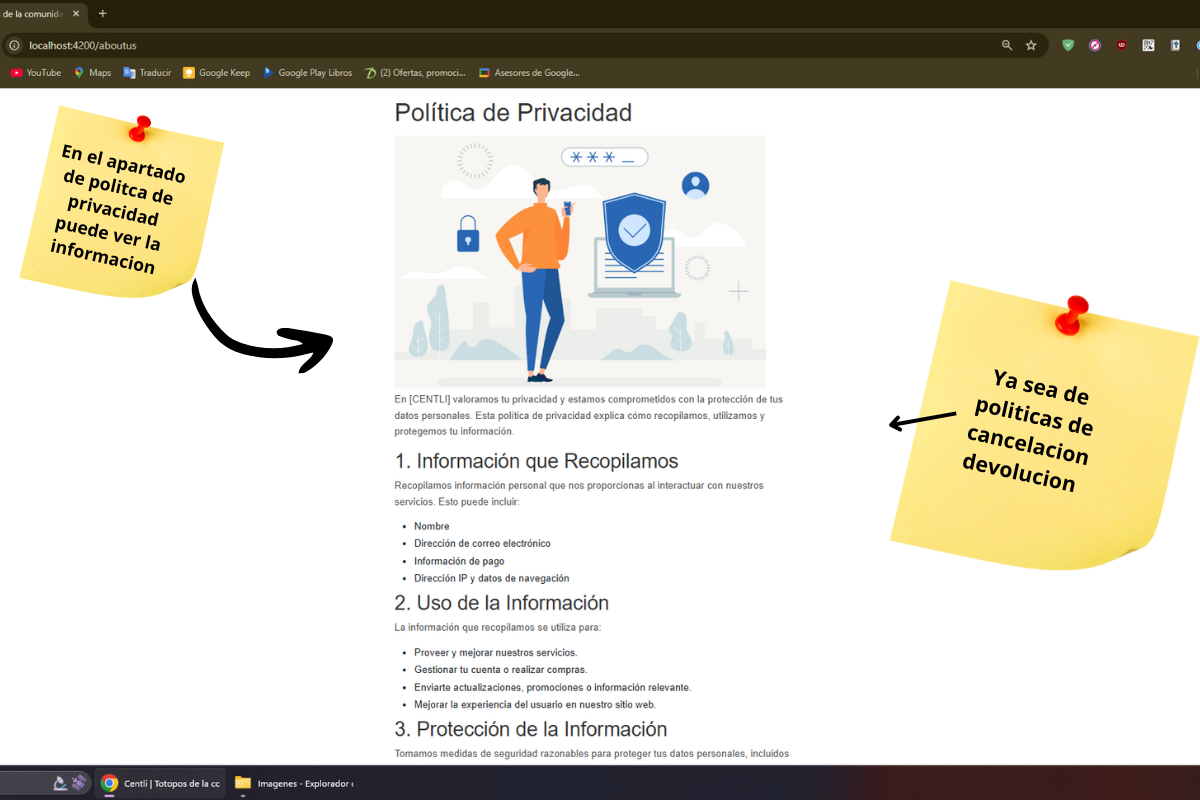 de la comunida
localhost:4200/aboutus
YouTube
Maps
Traducir
Google Keep
Google Play Libros
(2) Ofertas, promoci...
Asesores de Google...
En el apartado
de politca de
privacidad
puede ver la
informacion
Política de Privacidad
***_
En [CENTLI] valoramos tu privacidad y estamos comprometidos con la protección de tus
datos personales. Esta política de privacidad explica cómo recopilamos, utilizamos y
protegemos tu información.
Ya sea de
politicas de
cancelacion
devolucion
1. Información que Recopilamos
Recopilamos información personal que nos proporcionas al interactuar con nuestros
servicios. Esto puede incluir:
Nombre
Dirección de correo electrónico
Información de pago
Dirección IP y datos de navegación
2. Uso de la Información
La información que recopilamos se utiliza para:
Proveer y mejorar nuestros servicios.
Gestionar tu cuenta o realizar compras.
Enviarte actualizaciones, promociones o información relevante.
Mejorar la experiencia del usuario en nuestro sitio web.
3. Protección de la Información
Tomamos medidas de seguridad razonables para proteger tus datos personales, incluidos
Centli | Totopos de la cc
Imagenes - Explorador